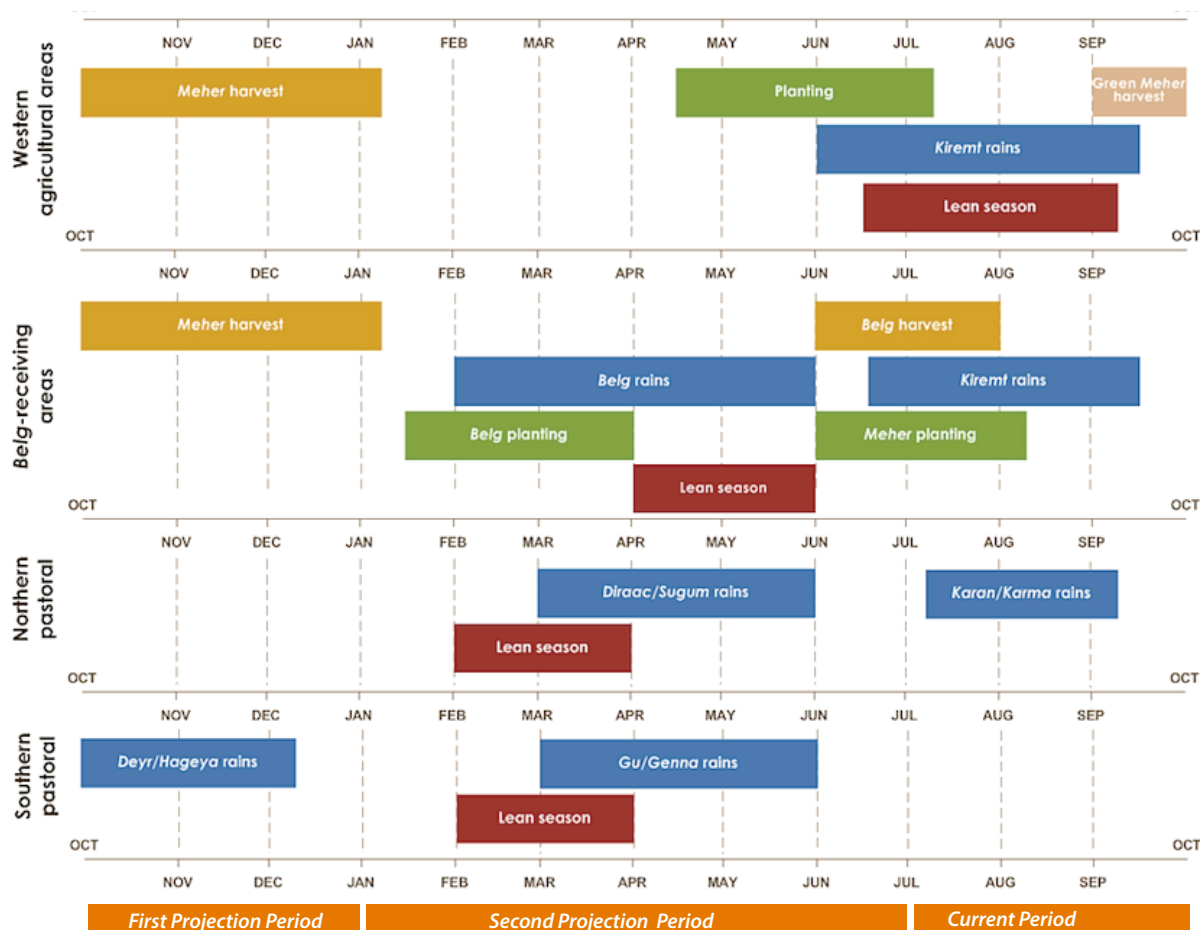 NOV DEC JAN FEB MAR APR MAY JUN JUL AUG SEP
Western
agricultural areas
Meher harvest
Planting
Green Meher
harvest
Kiremt rains
Lean season
OCT OCT
NOV DEC JAN FEB MAR APR MAY JUN JUL AUG SEP
Belg-receiving
areas
Meher harvest
Belg harvest
Belg rains
Kiremt rains
Belg planting
Meher planting
Lean season
OCT OCT
NOV DEC JAN FEB MAR APR MAY JUN JUL AUG SEP
Northern
pastoral
Diraac/Sugum rains
Karan/Karma rains
Lean season
OCT OCT
NOV DEC JAN FEB MAR APR MAY JUN JUL AUG SEP
Southern
pastoral
Deyr/Hageya rains
Gu/Genna rains
Lean season
OCT OCT
NOV DEC JAN FEB MAR APR MAY JUN JUL AUG SEP
First Projection Period Second Projection Period Current Period